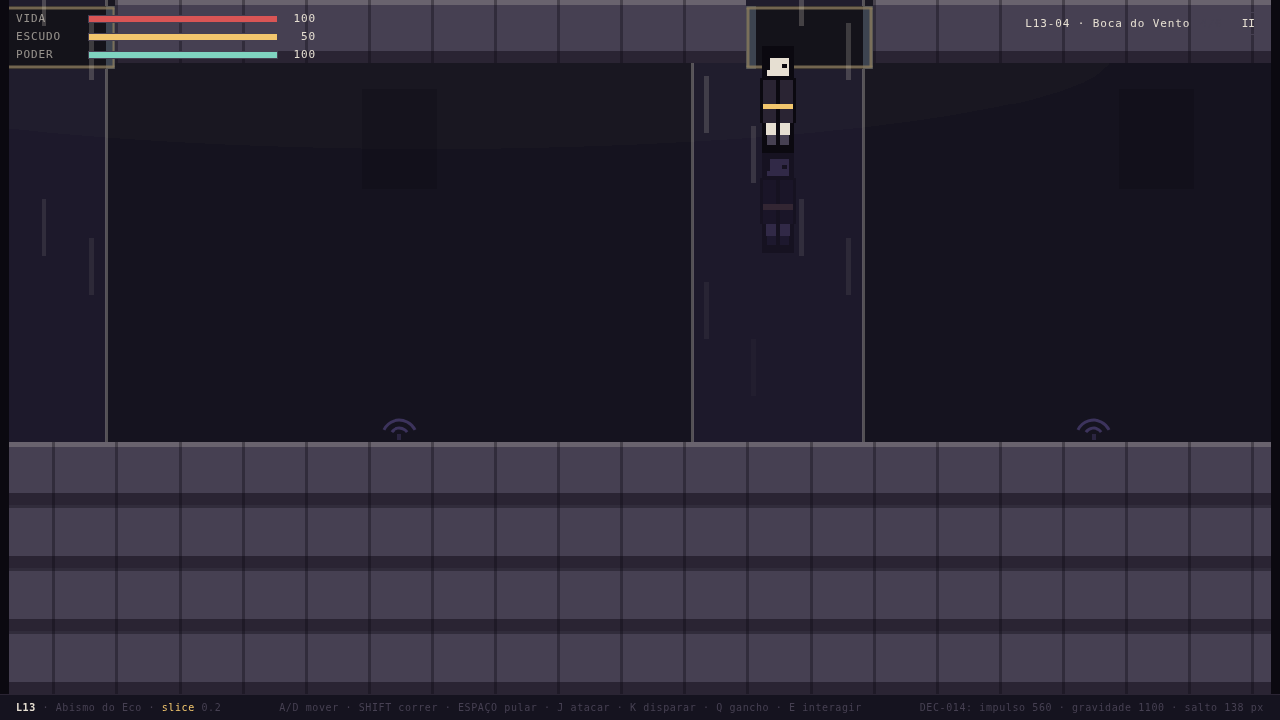 VIDA 100
ESCUDO 50
PODER 100
L13-04 · Boca do Vento II
L13 · Abismo do Eco · slice 0.2
A/D mover · SHIFT correr · ESPAÇO pular · J atacar · K disparar · Q gancho · E interagir
DEC-014: impulso 560 · gravidade 1100 · salto 138 px